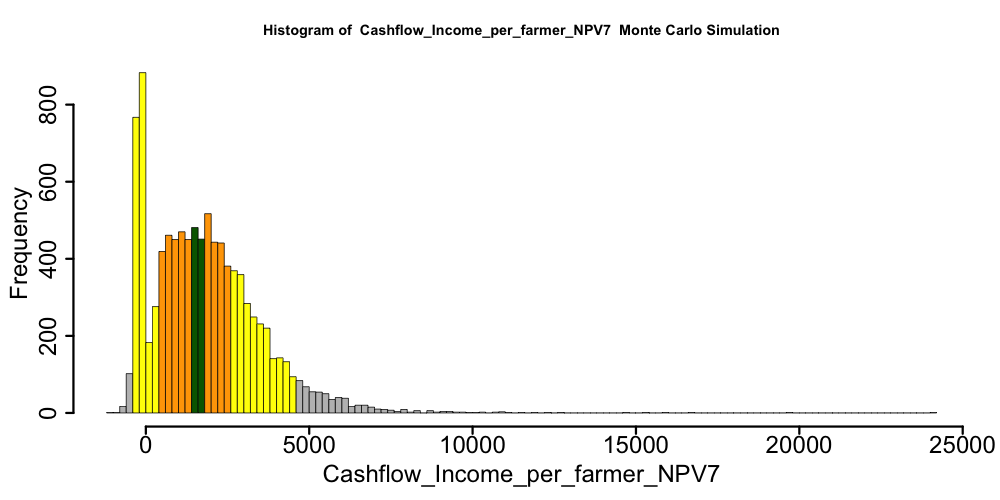 Histogram of  Cashflow_Income_per_farmer_NPV7  Monte Carlo Simulation
Frequency
800
600
400
200
0
0 5000 10000 15000 20000 25000
Cashflow_Income_per_farmer_NPV7